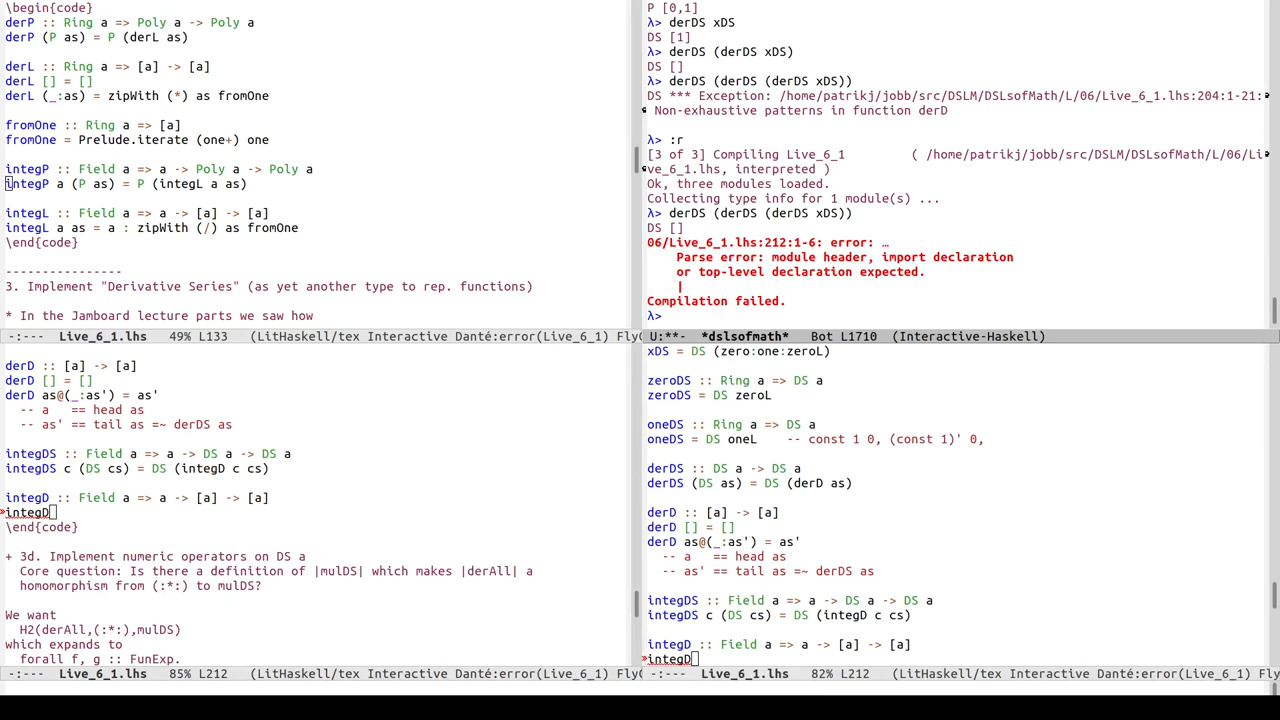 \begin{code}
derP :: Ring a => Poly a -> Poly a
derP (P as) = P (derL as)
derL :: Ring a => [a] -> [a]
derL [] = []
derL (_:as) = zipWith (*) as fromOne
fromOne :: Ring a => [a]
fromOne = Prelude.iterate (one+) one
integP :: Field a => a -> Poly a -> Poly a
integP a (P as) = P (integL a as)
integL :: Field a => a -> [a] -> [a]
integL a as = a : zipWith (/) as fromOne
\end{code}
----------------
3. Implement "Derivative Series" (as yet another type to rep. functions)
* In the Jamboard lecture parts we saw how
-:---  Live_6_1.lhs   49% L133   (LitHaskell/tex Interactive Danté:error(Live_6_1) Fly
P [0,1]
λ> derDS xDS
DS [1]
λ> derDS (derDS xDS)
DS []
λ> derDS (derDS (derDS xDS))
DS *** Exception: /home/patrikj/jobb/src/DSLM/DSLsofMath/L/06/Live_6_1.lhs:204:1-21:
Non-exhaustive patterns in function derD
λ> :r
[3 of 3] Compiling Live_6_1         ( /home/patrikj/jobb/src/DSLM/DSLsofMath/L/06/Li
ve_6_1.lhs, interpreted )
Ok, three modules loaded.
Collecting type info for 1 module(s) ...
λ> derDS (derDS (derDS xDS))
DS []
06/Live_6_1.lhs:212:1-6: error: …
    Parse error: module header, import declaration
    or top-level declaration expected.
    |
Compilation failed.
λ>
U:**-  *dslsofmath*   Bot L1710  (Interactive-Haskell)
derD :: [a] -> [a]
derD [] = []
derD as@(_:as') = as'
  -- a   == head as
  -- as' == tail as =~ derDS as
integDS :: Field a => a -> DS a -> DS a
integDS c (DS cs) = DS (integD c cs)
integD :: Field a => a -> [a] -> [a]
integD
\end{code}
+ 3d. Implement numeric operators on DS a
  Core question: Is there a definition of |mulDS| which makes |derAll| a
  homomorphism from (:*:) to mulDS?
We want
  H2(derAll,(:*:),mulDS)
which expands to
  forall f, g :: FunExp.
-:---  Live_6_1.lhs   85% L212   (LitHaskell/tex Interactive Danté:error(Live_6_1) Fly
xDS = DS (zero:one:zeroL)
zeroDS :: Ring a => DS a
zeroDS = DS zeroL
oneDS :: Ring a => DS a
oneDS = DS oneL    -- const 1 0, (const 1)' 0,
derDS :: DS a -> DS a
derDS (DS as) = DS (derD as)
derD :: [a] -> [a]
derD [] = []
derD as@(_:as') = as'
  -- a   == head as
  -- as' == tail as =~ derDS as
integDS :: Field a => a -> DS a -> DS a
integDS c (DS cs) = DS (integD c cs)
integD :: Field a => a -> [a] -> [a]
integD
-:---  Live_6_1.lhs   82% L212   (LitHaskell/tex Interactive Danté:error(Live_6_1) Fly